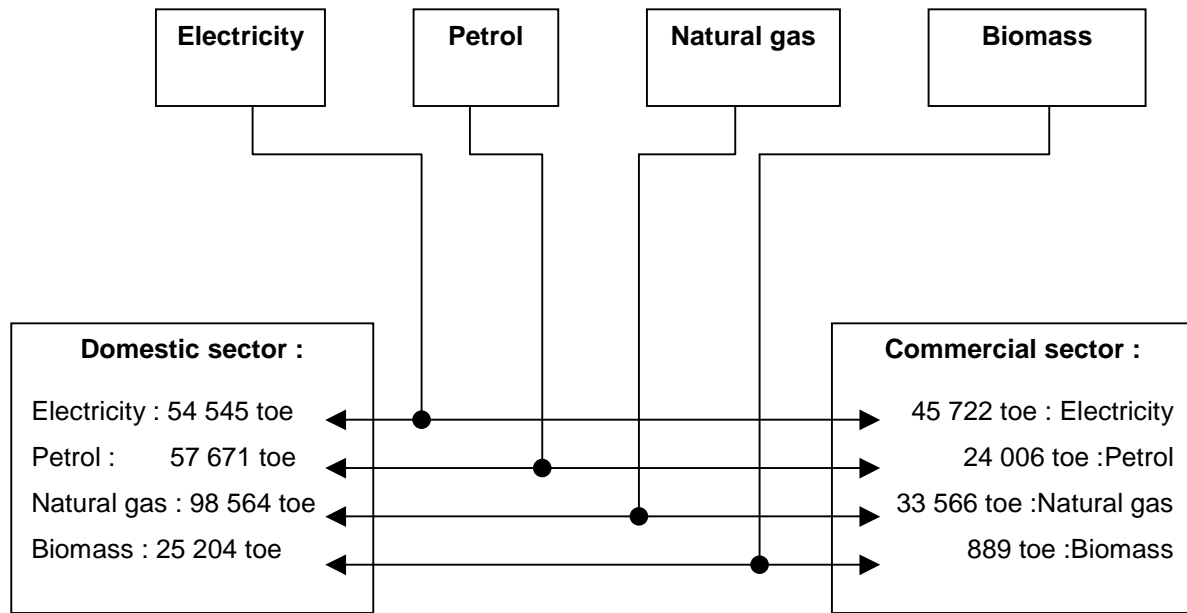 Electricity
Petrol
Natural gas
Biomass
Domestic sector :
Electricity : 54 545 toe
Petrol : 57 671 toe
Natural gas : 98 564 toe
Biomass : 25 204 toe
Commercial sector :
45 722 toe : Electricity
24 006 toe :Petrol
33 566 toe :Natural gas
889 toe :Biomass